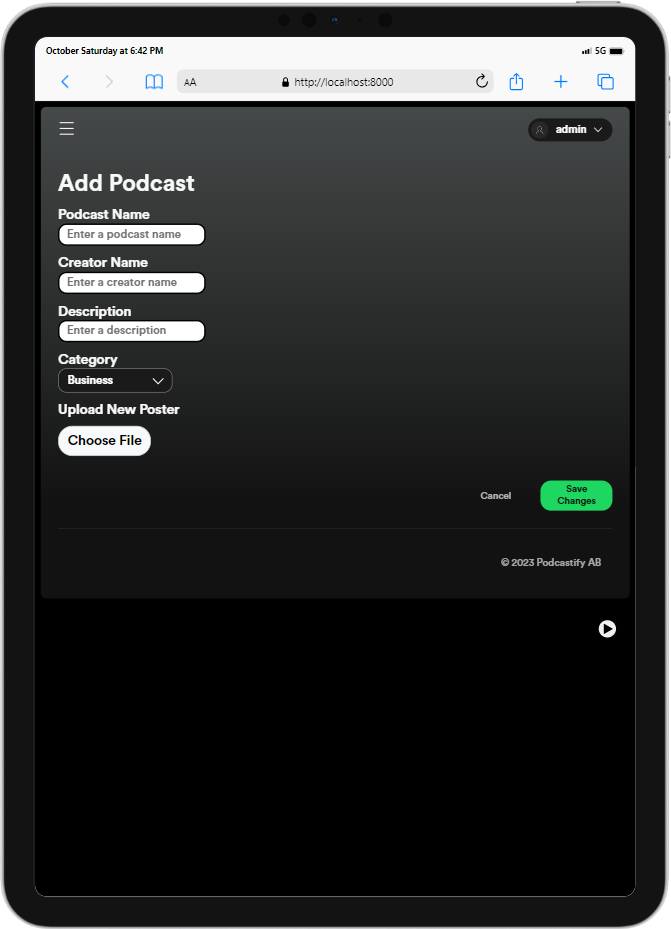 October Saturday at 6:42 PM
5G
AA
http://localhost:8000
admin
Add Podcast
Podcast Name
Enter a podcast name
Creator Name
Enter a creator name
Description
Enter a description
Category
Business
Upload New Poster
Choose File
Cancel
Save
Changes
© 2023 Podcastify AB